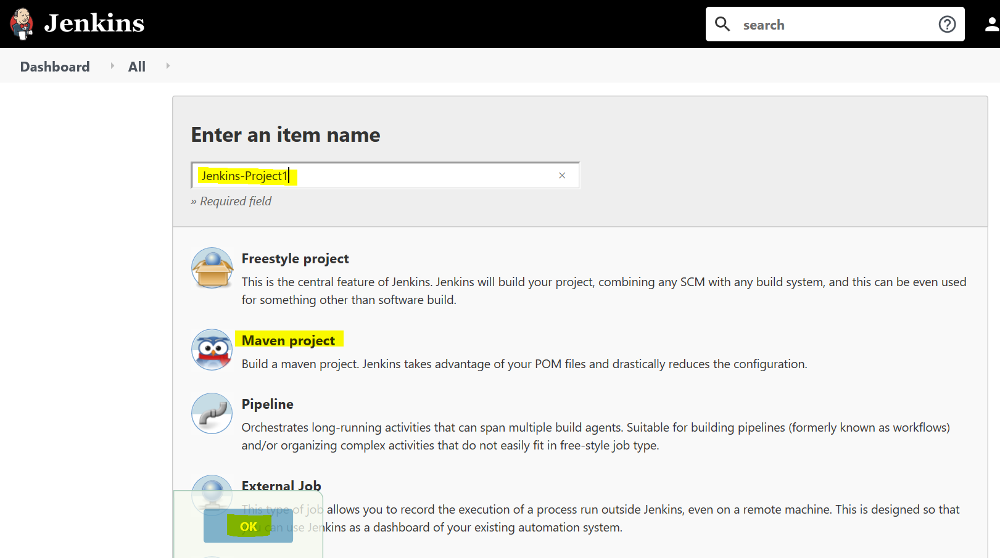 Jenkins
search
Dashboard
All
Enter an item name
Jenkins-Project1
» Required field
Freestyle project
This is the central feature of Jenkins. Jenkins will build your project, combining any SCM with any build system, and this can be even used
for something other than software build.
Maven project
Build a maven project. Jenkins takes advantage of your POM files and drastically reduces the configuration.
Pipeline
Orchestrates long-running activities that can span multiple build agents. Suitable for building pipelines (formerly known as workflows)
and/or organizing complex activities that do not easily fit in free-style job type.
External Job
This type of job allows you to record the execution of a process run outside Jenkins, even on a remote machine. This is designed so that
you can use Jenkins as a dashboard of your existing automation system.
OK